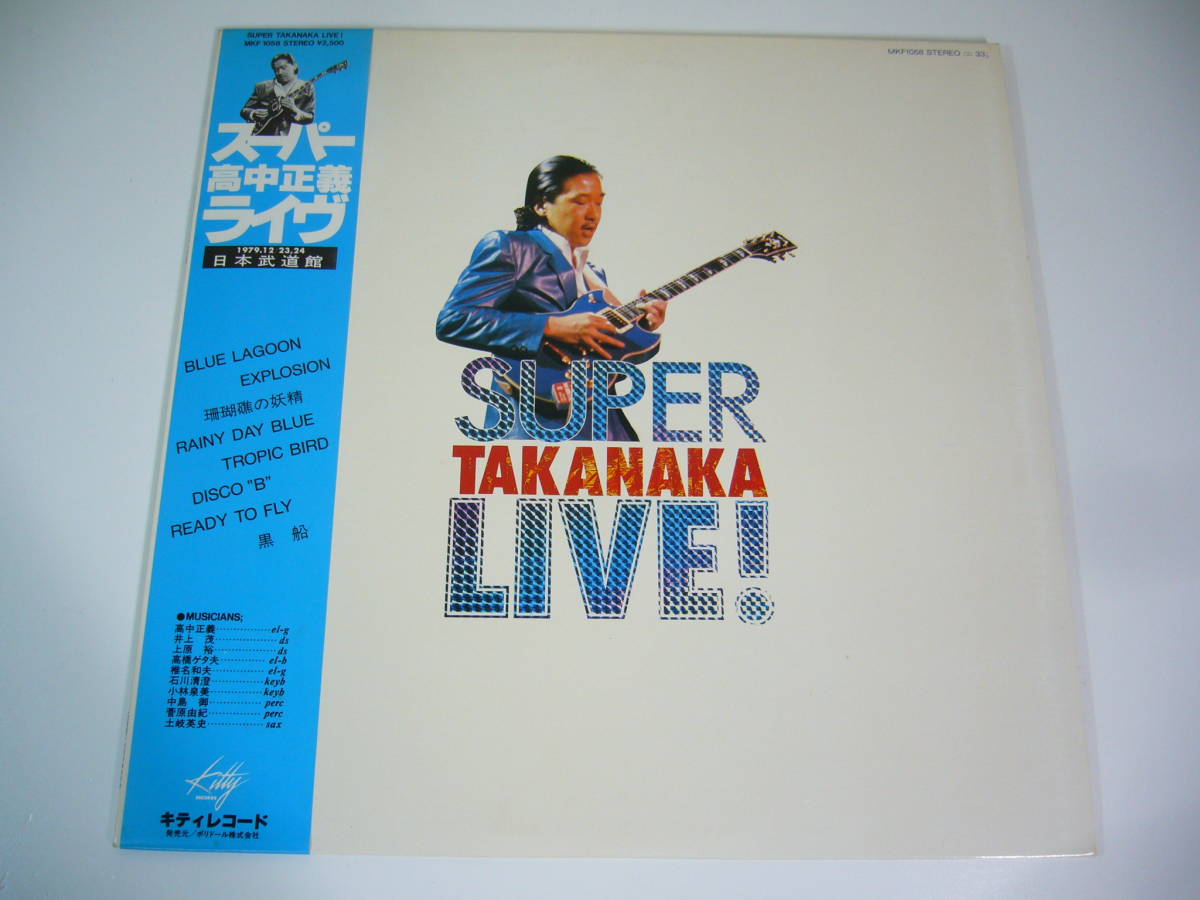 SUPER TAKANAKA LIVE!
MKF 1058 STEREO ¥2,500
スーパー
高中正義
ライヴ
1979.12/23,24
日本武道館
BLUE LAGOON
EXPLOSION
珊瑚礁の妖精
RAINY DAY BLUE
TROPIC BIRD
DISCO "B"
READY TO FLY
黒船
●MUSICIANS;
高中正義……………el-g
井上 茂………………ds
上原 裕………………ds
高橋ゲタ夫…………el-b
椎名和夫……………el-g
石川清澄……………keyb
小林泉美……………keyb
中島 御……………perc
菅原由紀……………perc
土岐英史……………sax
Kitty
RECORDS
キティレコード
発売元/ポリドール株式会社
MKF1058 STEREO 33⅓
SUPER
TAKANAKA
LIVE!